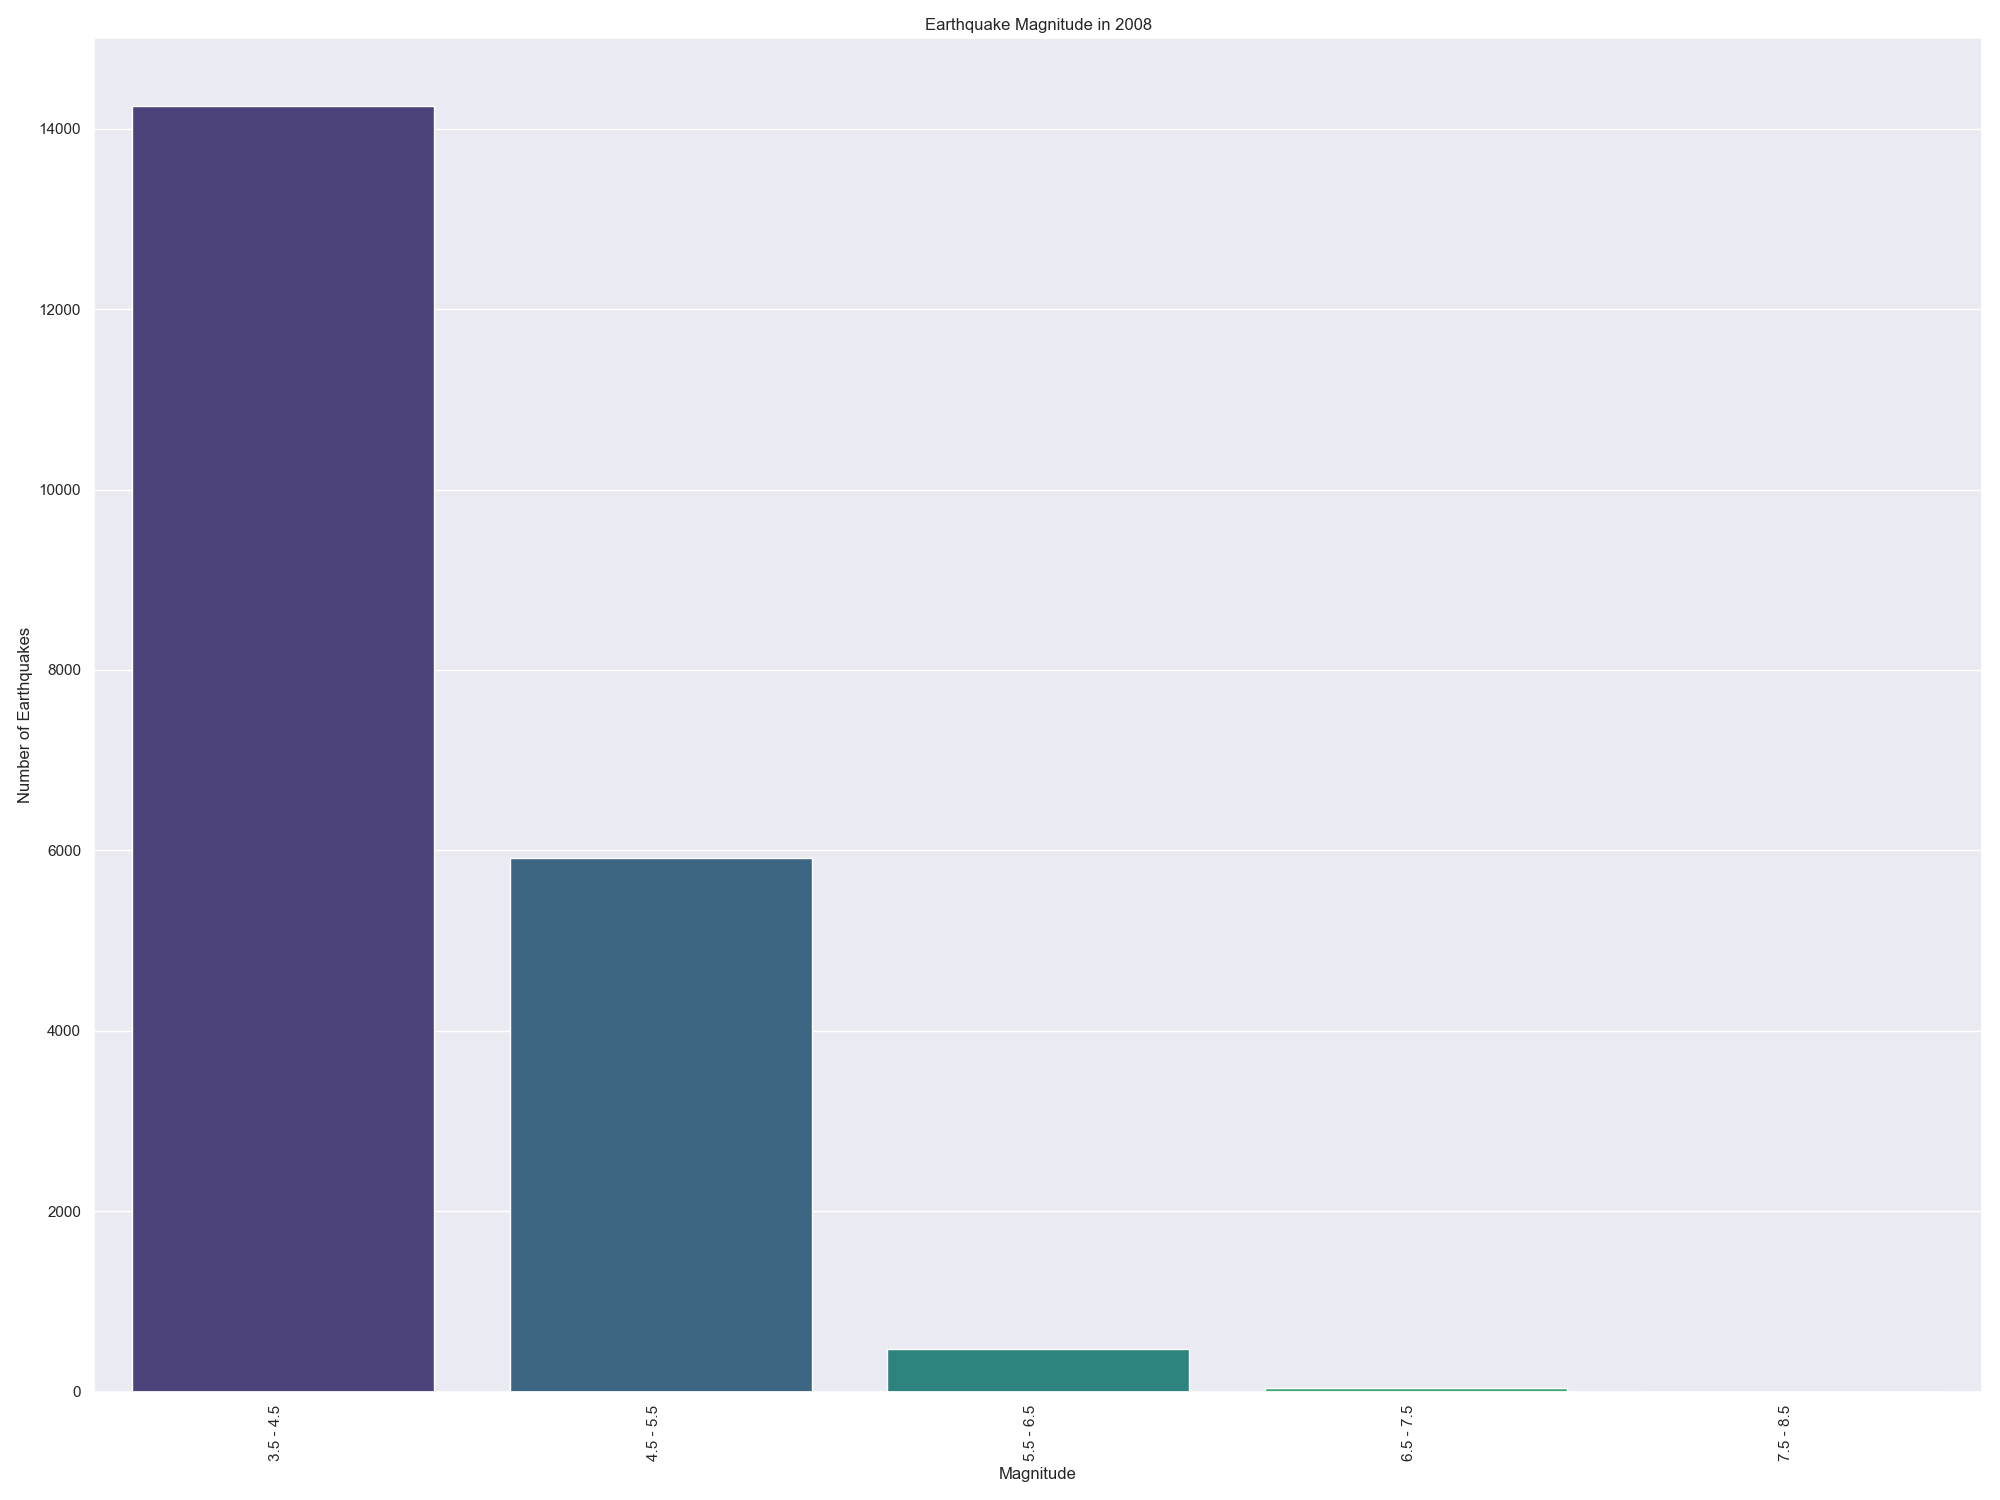 Earthquake Magnitude in 2008
14000
12000
10000
8000
6000
4000
2000
0
Number of Earthquakes
3.5 - 4.5
4.5 - 5.5
5.5 - 6.5
6.5 - 7.5
7.5 - 8.5
Magnitude